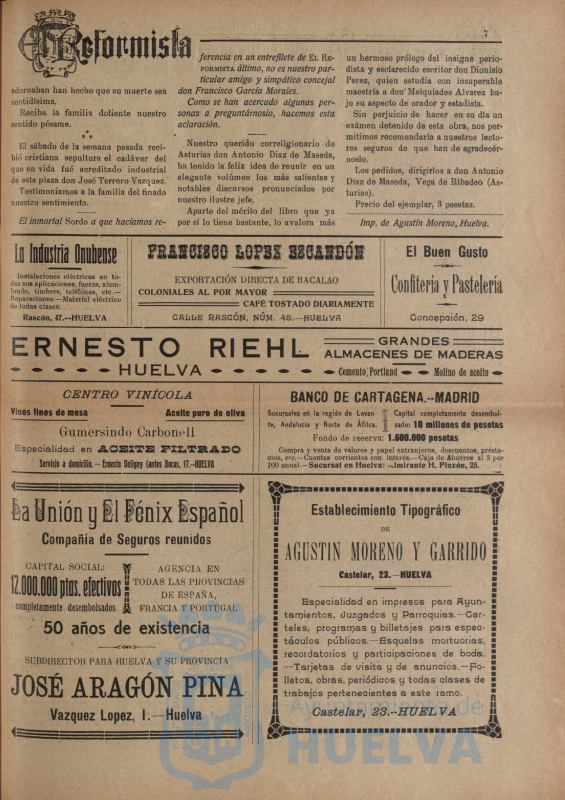 El Reformista
7
adornaban han hecho que su muerte sea
sentidísima.
Reciba la familia doliente nuestro
sentido pésame.
* * *
El sábado de la semana pasada reci-
bió cristiana sepultura el cadáver del
que en vida fué acreditado industrial
de esta plaza don José Terrero Vazquez.
Testimoniamos a la familia del finado
nuestro sentimiento.
El inmortal Sordo a que hacíamos re-
ferencia en un entrefilete de EL RE-
FORMISTA último, no es nuestro par-
ticular amigo y simpático concejal
don Francisco García Morales.
Como se han acercado algunas per-
sonas a preguntárnoslo, hacemos esta
aclaración.
Nuestro querido correligionario de
Asturias don Antonio Díaz de Maseda,
ha tenido la feliz idea de reunir en un
elegante volúmen los más salientes y
notables discursos pronunciados por
nuestro ilustre jefe.
Aparte del mérito del libro que ya
por sí lo tiene bastante, lo avalora más
un hermoso prólogo del insigne perio-
dista y esclarecido escritor don Dionisio
Perez, quien estudia con insuperable
maestría a don Melquiades Alvarez ba-
jo su aspecto de orador y estadista.
Sin perjuicio de hacer en su día un
exámen detenido de esta obra, nos per-
mitimos recomendarla a nuestros lecto-
res seguros de que han de agradecér-
noslo.
Los pedidos, dirigirlos a don Antonio
Díaz de Maseda, Vega de Ribadeo (As-
turias).
Precio del ejemplar, 3 pesetas.
Imp. de Agustín Moreno, Huelva.
La Industria Onubense
Instalaciones eléctricas en to-
das sus aplicaciones, fuerza, alum-
brado, timbres, teléfonos, etc.—
Reparaciones.—Material eléctrico
de todas clases.
Rascón, 47.--HUELVA
FRANCISCO LOPEZ ESCANDÓN
EXPORTACIÓN DIRECTA DE BACALAO
COLONIALES AL POR MAYOR
CAFÉ TOSTADO DIARIAMENTE
CALLE RASCÓN, NÚM. 45.—HUELVA
El Buen Gusto
Confitería y Pastelería
Concepción, 29
ERNESTO RIEHL
HUELVA
GRANDES
ALMACENES DE MADERAS
Cemento Portland
Molino de aceite
CENTRO VINÍCOLA
Vinos finos de mesa
Aceite puro de oliva
Gumersindo Carbonell
Especialidad en ACEITE FILTRADO
Servicio a domicilio.—Ernesto Deligny (antes Bocas, 17.-HUELVA
BANCO DE CARTAGENA.--MADRID
Sucursales en la región de Levan-
te, Andalucía y Norte de África.
Capital completamente desembol-
sado: 10 millones de pesetas
Fondo de reserva: 1.600.000 pesetas
Compra y venta de valores y papel extranjeros, descuentos, présta-
mos, etc.—Cuentas corrientes con interés.—Caja de Ahorros al 3 por
100 annal.—Sucursal en Huelva: Almirante H. Pinzón, 25.
La Unión y El Fénix Español
Compañía de Seguros reunidos
CAPITAL SOCIAL:
12.000.000 ptas. efectivos
completamente desembolsados
AGENCIA EN
TODAS LAS PROVINCIAS
DE ESPAÑA,
FRANCIA Y PORTUGAL
50 años de existencia
SUBDIRECTOR PARA HUELVA Y SU PROVINCIA
JOSÉ ARAGÓN PINA
Vazquez Lopez, 1.—Huelva
Establecimiento Tipográfico
DE
AGUSTIN MORENO Y GARRIDO
Castelar, 23.—HUELVA
Especialidad en impresos para Ayun-
tamientos, Juzgados y Parroquias.—Car-
teles, programas y billetajes para espec-
táculos públicos.—Esquelas mortuorias,
recordatorios y participaciones de boda.
—Tarjetas de visita y de anuncios.—Fo-
lletos, obras, periódicos y todas clases de
trabajos pertenecientes a este ramo.
Castelar, 23.-HUELVA
Ayuntamiento de
HUELVA